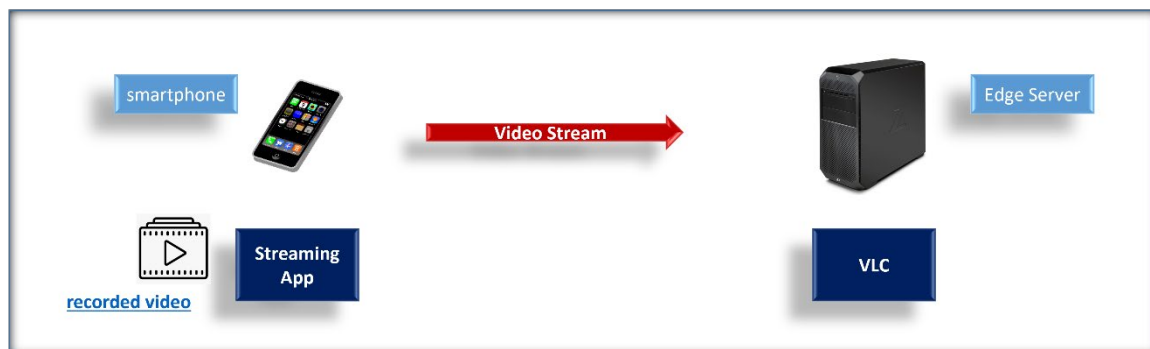 smartphone
Edge Server
Video Stream
Streaming
App
VLC
recorded video